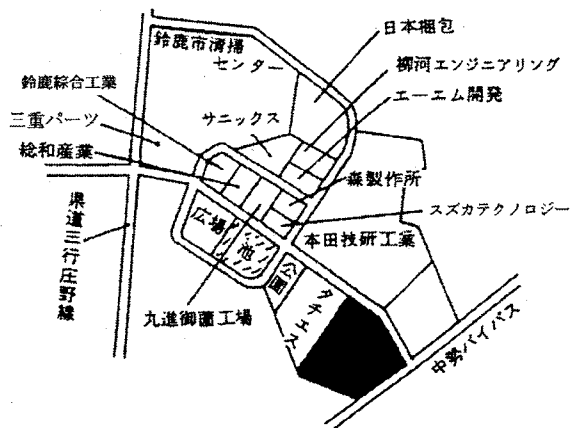 日本梱包
鈴鹿市清掃
センター
柳河エンジニアリング
鈴鹿綜合工業
エーエム開発
サニックス
三重パーツ
総和産業
森製作所
スズカテクノロジー
広場
池
本田技研工業
公園
県道三行庄野線
タチエス
九進御薗工場
中勢バイパス